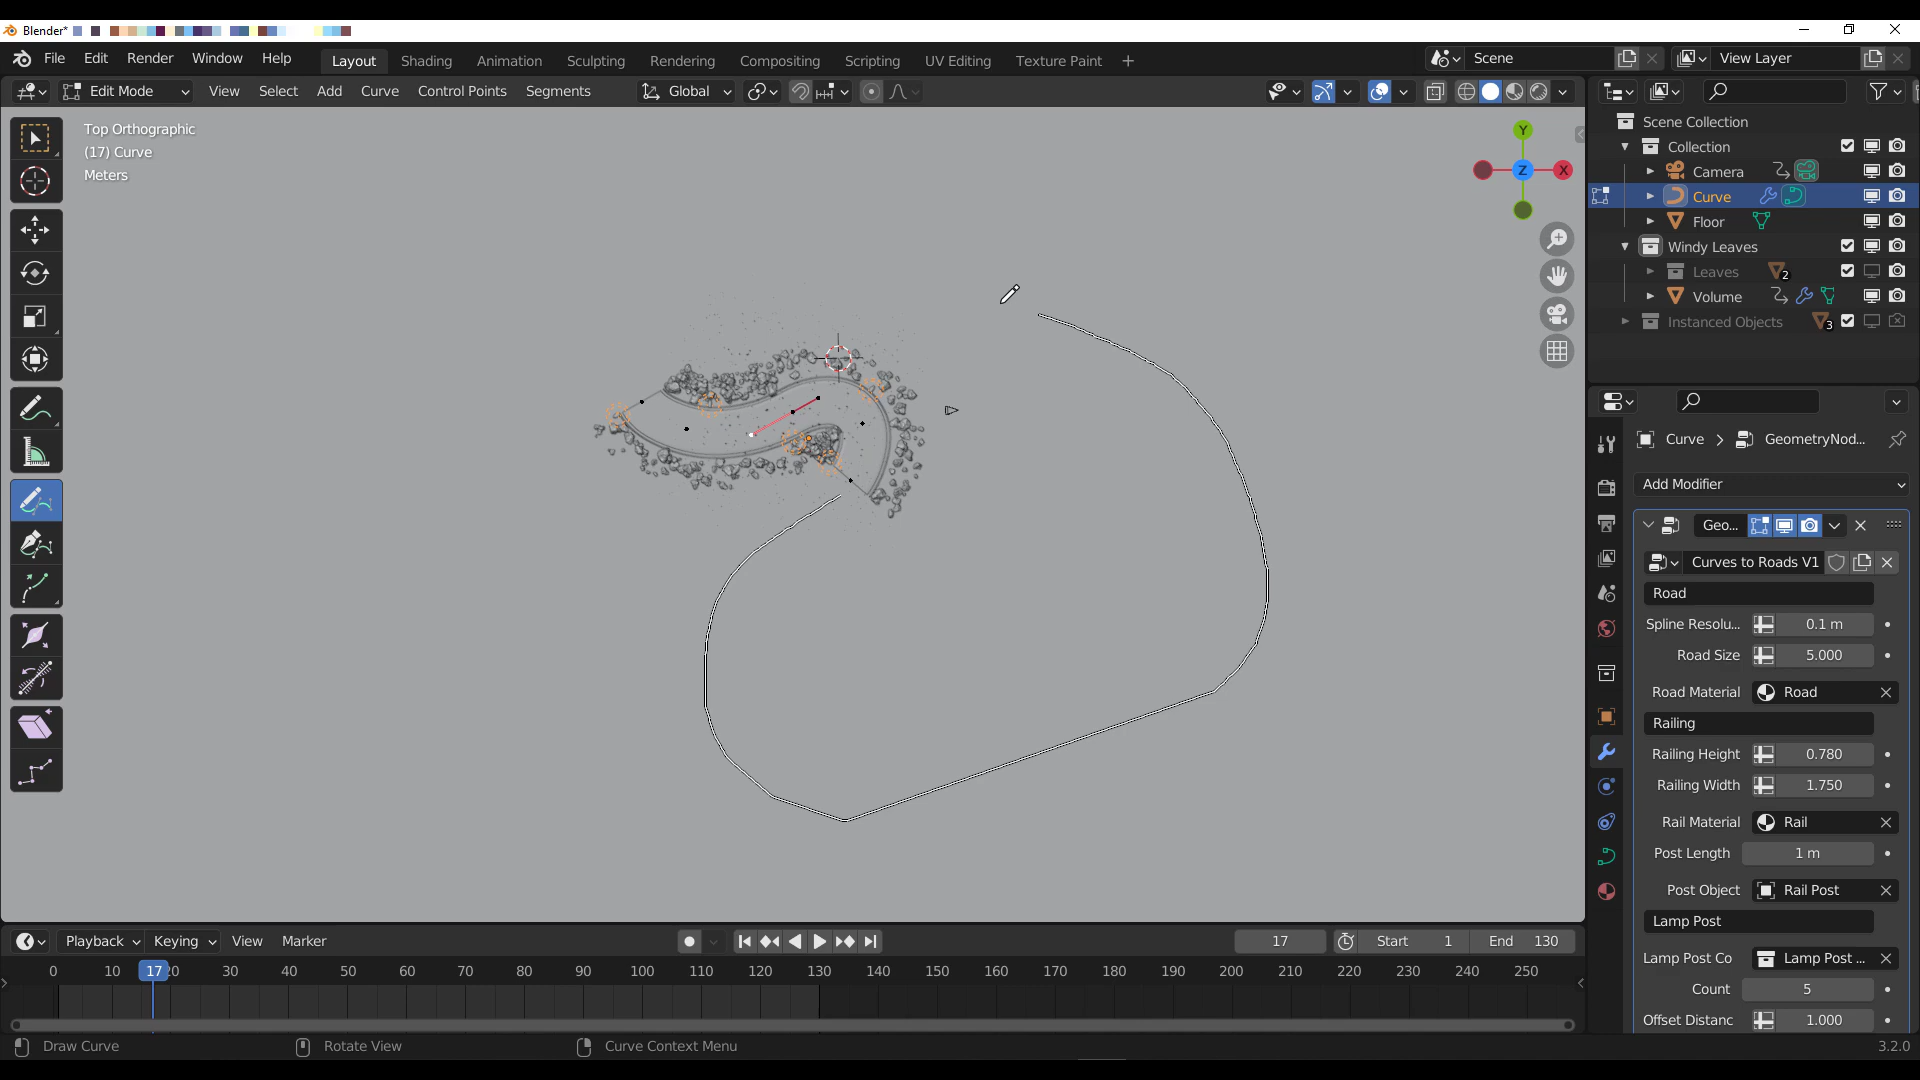 Blender*
File Edit Render Window Help Layout Shading Animation Sculpting Rendering Compositing Scripting UV Editing Texture Paint + Scene View Layer
Edit Mode View Select Add Curve Control Points Segments Global
Top Orthographic
(17) Curve
Meters
Y
X
Z
Scene Collection
Collection
Camera
Curve
Floor
Windy Leaves
Leaves 2
Volume
Instanced Objects 3
Curve > GeometryNod...
Add Modifier
Geo...
Curves to Roads V1
Road
Spline Resolu... 0.1 m
Road Size 5.000
Road Material Road
Railing
Railing Height 0.780
Railing Width 1.750
Rail Material Rail
Post Length 1 m
Post Object Rail Post
Lamp Post
Lamp Post Co Lamp Post ...
Count 5
Offset Distanc 1.000
Playback Keying View Marker 17 Start 1 End 130
0 10 17 20 30 40 50 60 70 80 90 100 110 120 130 140 150 160 170 180 190 200 210 220 230 240 250
Draw Curve Rotate View Curve Context Menu 3.2.0